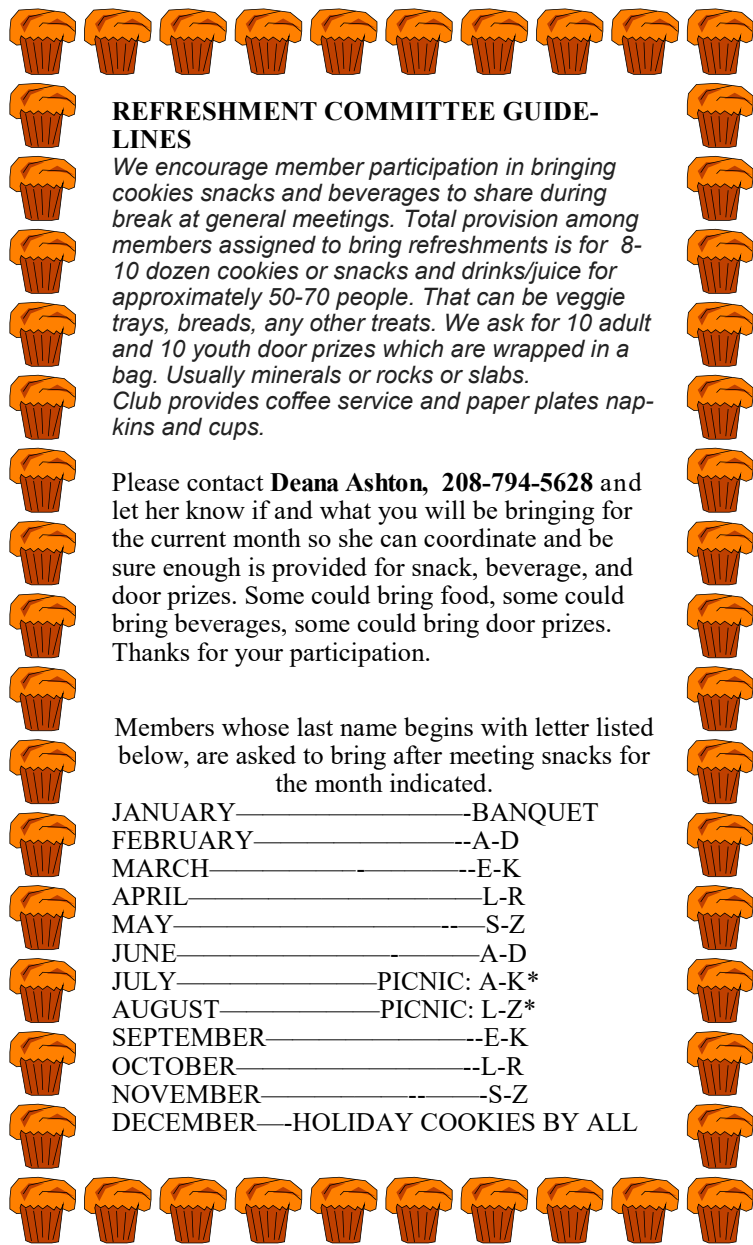 REFRESHMENT COMMITTEE GUIDE-
LINES
We encourage member participation in bringing
cookies snacks and beverages to share during
break at general meetings. Total provision among
members assigned to bring refreshments is for  8-
10 dozen cookies or snacks and drinks/juice for
approximately 50-70 people. That can be veggie
trays, breads, any other treats. We ask for 10 adult
and 10 youth door prizes which are wrapped in a
bag. Usually minerals or rocks or slabs.
Club provides coffee service and paper plates nap-
kins and cups.
Please contact Deana Ashton,  208-794-5628 and
let her know if and what you will be bringing for
the current month so she can coordinate and be
sure enough is provided for snack, beverage, and
door prizes. Some could bring food, some could
bring beverages, some could bring door prizes.
Thanks for your participation.
Members whose last name begins with letter listed
below, are asked to bring after meeting snacks for
the month indicated.
JANUARY—————————-BANQUET
FEBRUARY————————--A-D
MARCH——————-————--E-K
APRIL———————————L-R
MAY——————————--—S-Z
JUNE————————-———A-D
JULY————————PICNIC: A-K*
AUGUST——————PICNIC: L-Z*
SEPTEMBER————————--E-K
OCTOBER—————————--L-R
NOVEMBER——————--——-S-Z
DECEMBER—-HOLIDAY COOKIES BY ALL